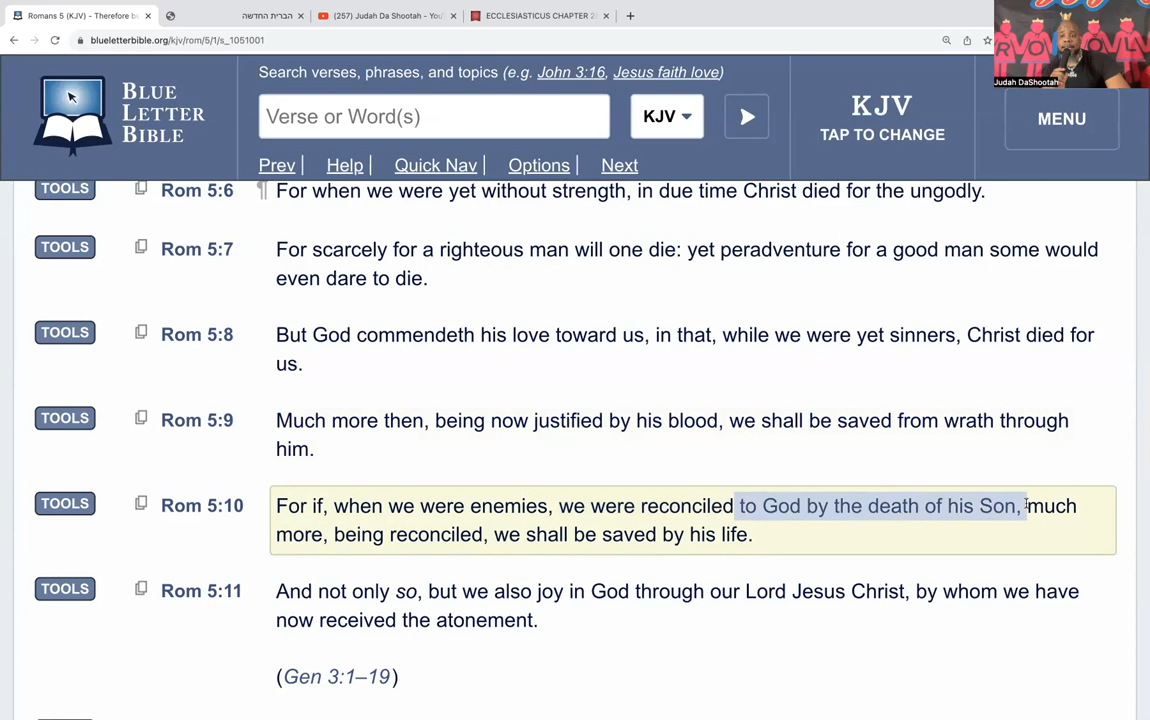 Romans 5 (KJV) - Therefore b
הברית החדשה
(257) Judah Da Shootah - You
ECCLESIASTICUS CHAPTER 2
blueletterbible.org/kjv/rom/5/1/s_1051001
Judah DaShootah
BLUE
LETTER
BIBLE
Search verses, phrases, and topics (e.g. John 3:16, Jesus faith love)
Verse or Word(s)
KJV
KJV
TAP TO CHANGE
MENU
Prev | Help | Quick Nav | Options | Next
TOOLS Rom 5:6 ¶ For when we were yet without strength, in due time Christ died for the ungodly.
TOOLS Rom 5:7 For scarcely for a righteous man will one die: yet peradventure for a good man some would
even dare to die.
TOOLS Rom 5:8 But God commendeth his love toward us, in that, while we were yet sinners, Christ died for
us.
TOOLS Rom 5:9 Much more then, being now justified by his blood, we shall be saved from wrath through
him.
TOOLS Rom 5:10 For if, when we were enemies, we were reconciled to God by the death of his Son, much
more, being reconciled, we shall be saved by his life.
TOOLS Rom 5:11 And not only so, but we also joy in God through our Lord Jesus Christ, by whom we have
now received the atonement.
(Gen 3:1–19)